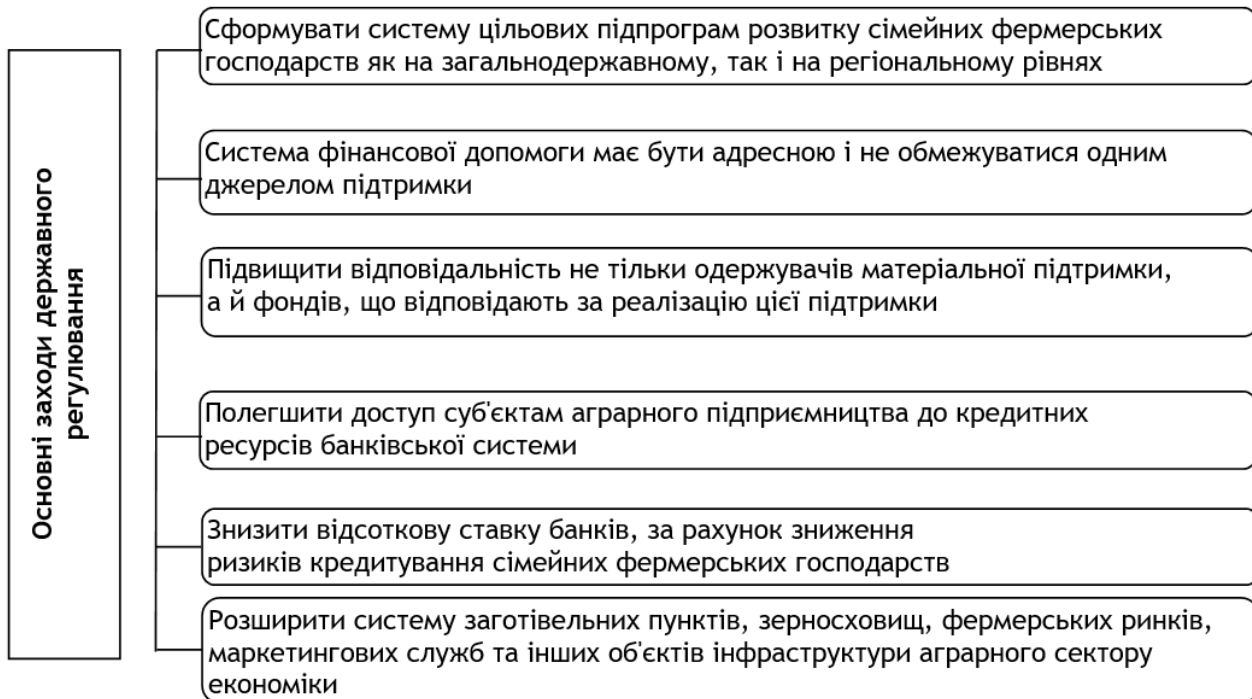 Основні заходи державного
регулювання
Сформувати систему цільових підпрограм розвитку сімейних фермерських
господарств як на загальнодержавному, так і на регіональному рівнях
Система фінансової допомоги має бути адресною і не обмежуватися одним
джерелом підтримки
Підвищити відповідальність не тільки одержувачів матеріальної підтримки,
а й фондів, що відповідають за реалізацію цієї підтримки
Полегшити доступ суб'єктам аграрного підприємництва до кредитних
ресурсів банківської системи
Знизити відсоткову ставку банків, за рахунок зниження
ризиків кредитування сімейних фермерських господарств
Розширити систему заготівельних пунктів, зерносховищ, фермерських ринків,
маркетингових служб та інших об'єктів інфраструктури аграрного сектору
економіки